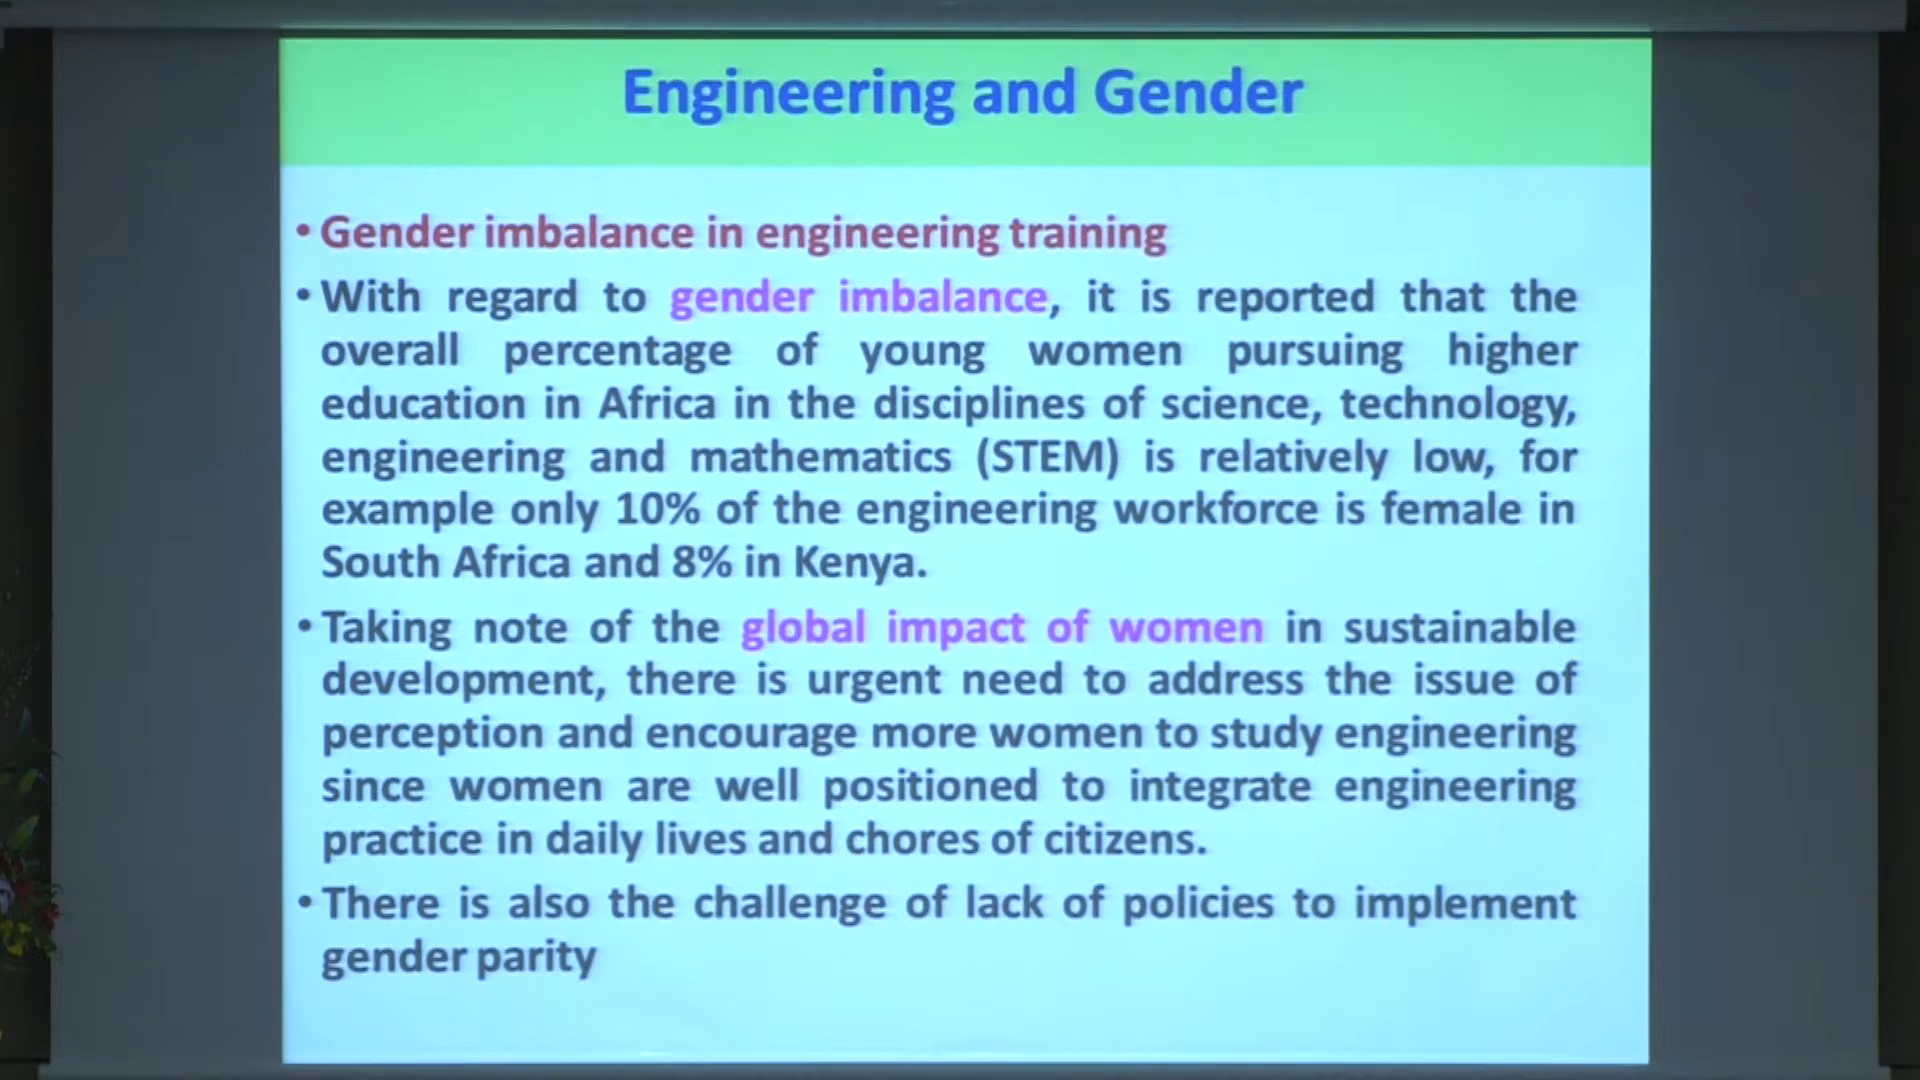 Engineering and Gender
• Gender imbalance in engineering training
• With regard to gender imbalance, it is reported that the
overall percentage of young women pursuing higher
education in Africa in the disciplines of science, technology,
engineering and mathematics (STEM) is relatively low, for
example only 10% of the engineering workforce is female in
South Africa and 8% in Kenya.
• Taking note of the global impact of women in sustainable
development, there is urgent need to address the issue of
perception and encourage more women to study engineering
since women are well positioned to integrate engineering
practice in daily lives and chores of citizens.
• There is also the challenge of lack of policies to implement
gender parity